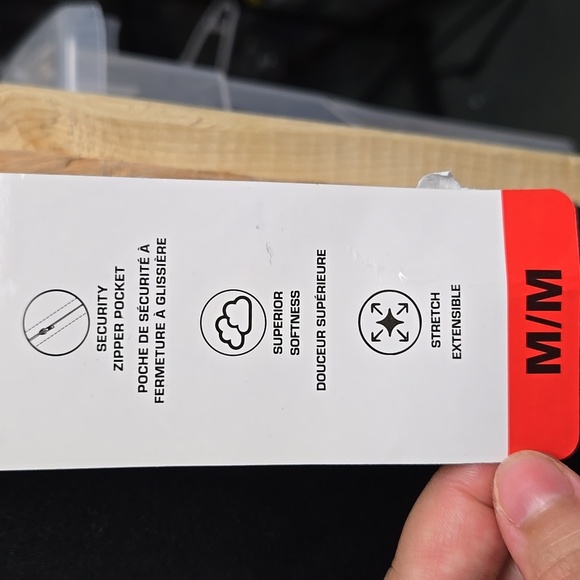 SECURITY
ZIPPER POCKET
POCHE DE SÉCURITÉ À
FERMETURE À GLISSIÈRE
SUPERIOR
SOFTNESS
DOUCEUR SUPÉRIEURE
STRETCH
EXTENSIBLE
M/M